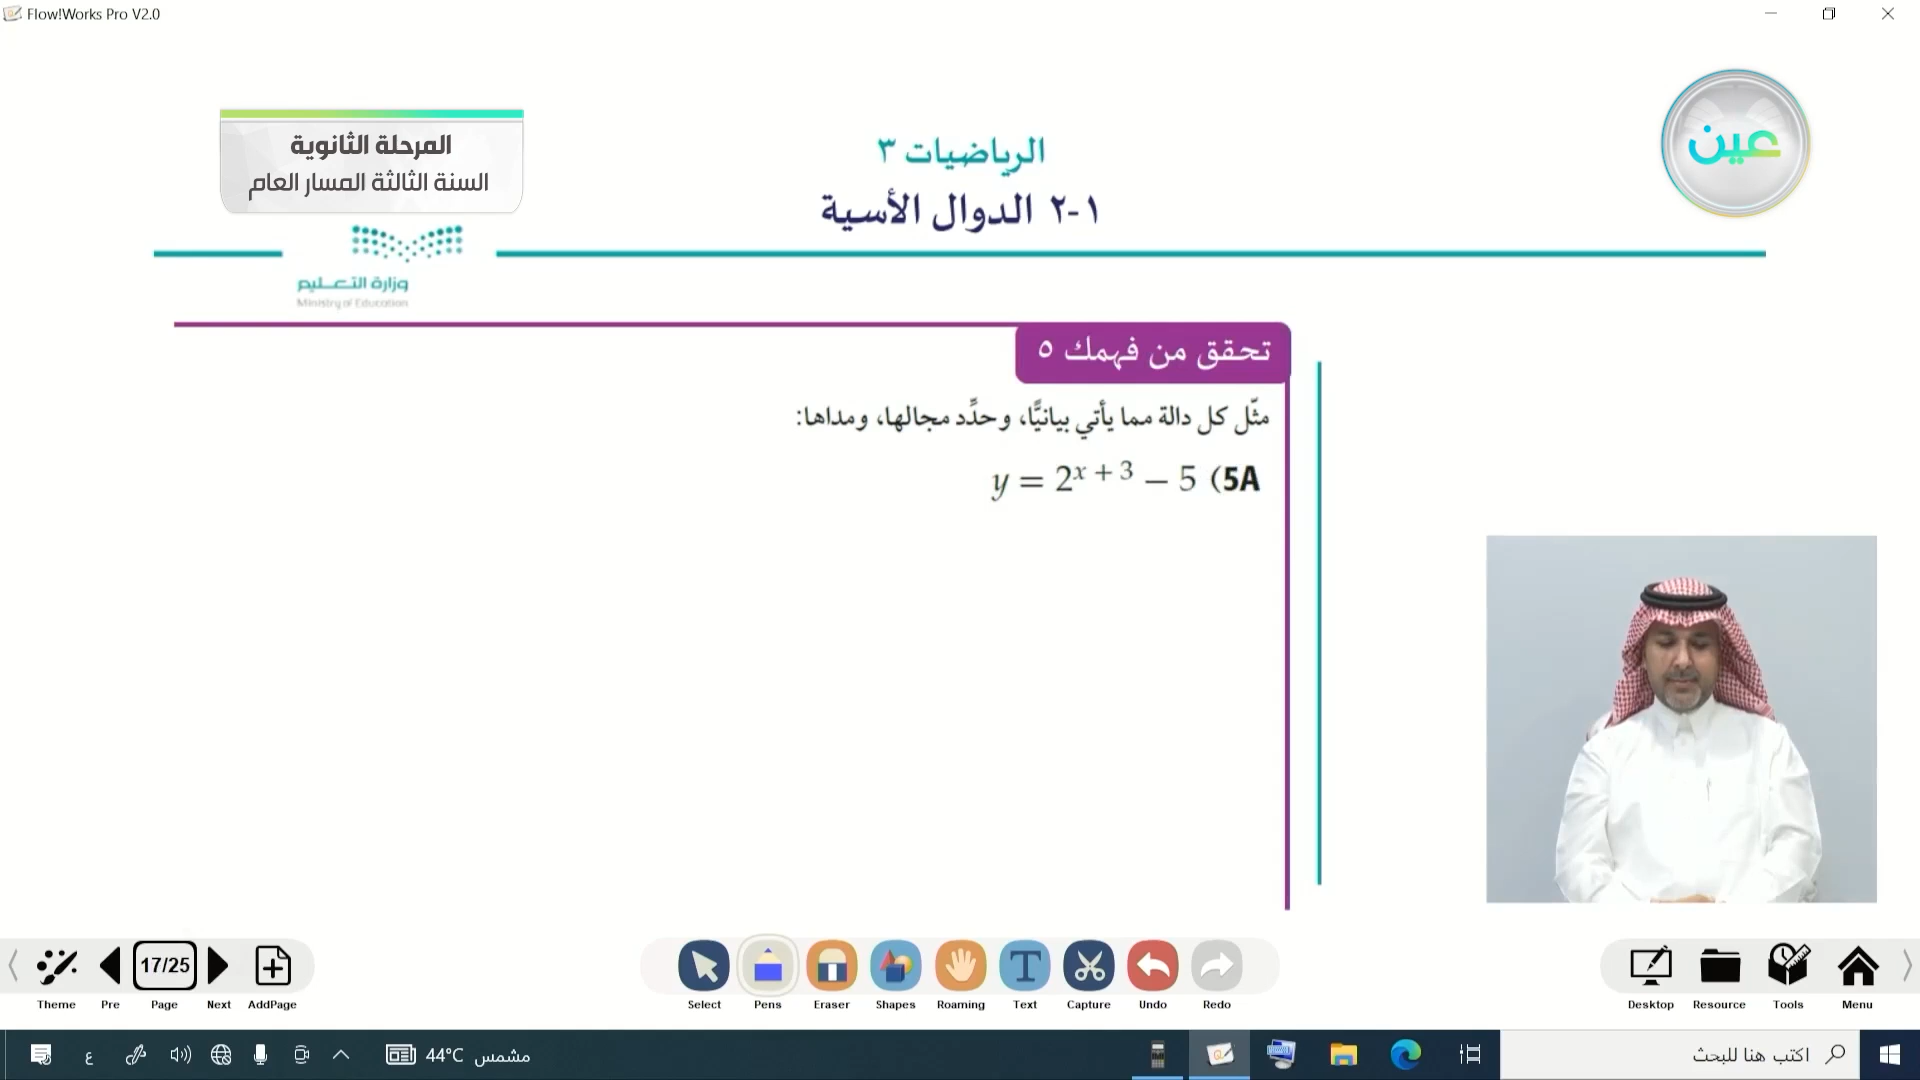 Flow!Works Pro V2.0
عين
المرحلة الثانوية
السنة الثالثة المسار العام
الرياضيات ٣
٢-١ الدوال الأسية
وزارة التعليم
Ministry of Education
تحقق من فهمك ٥
مثّل كل دالة مما يأتي بيانيًّا، وحدِّد مجالها، ومداها:
y = 2^{x + 3} − 5 (5A
17/25
Theme Pre Page Next AddPage
Select Pens Eraser Shapes Roaming Text Capture Undo Redo
Desktop Resource Tools Menu
ع
44°C مشمس
اكتب هنا للبحث